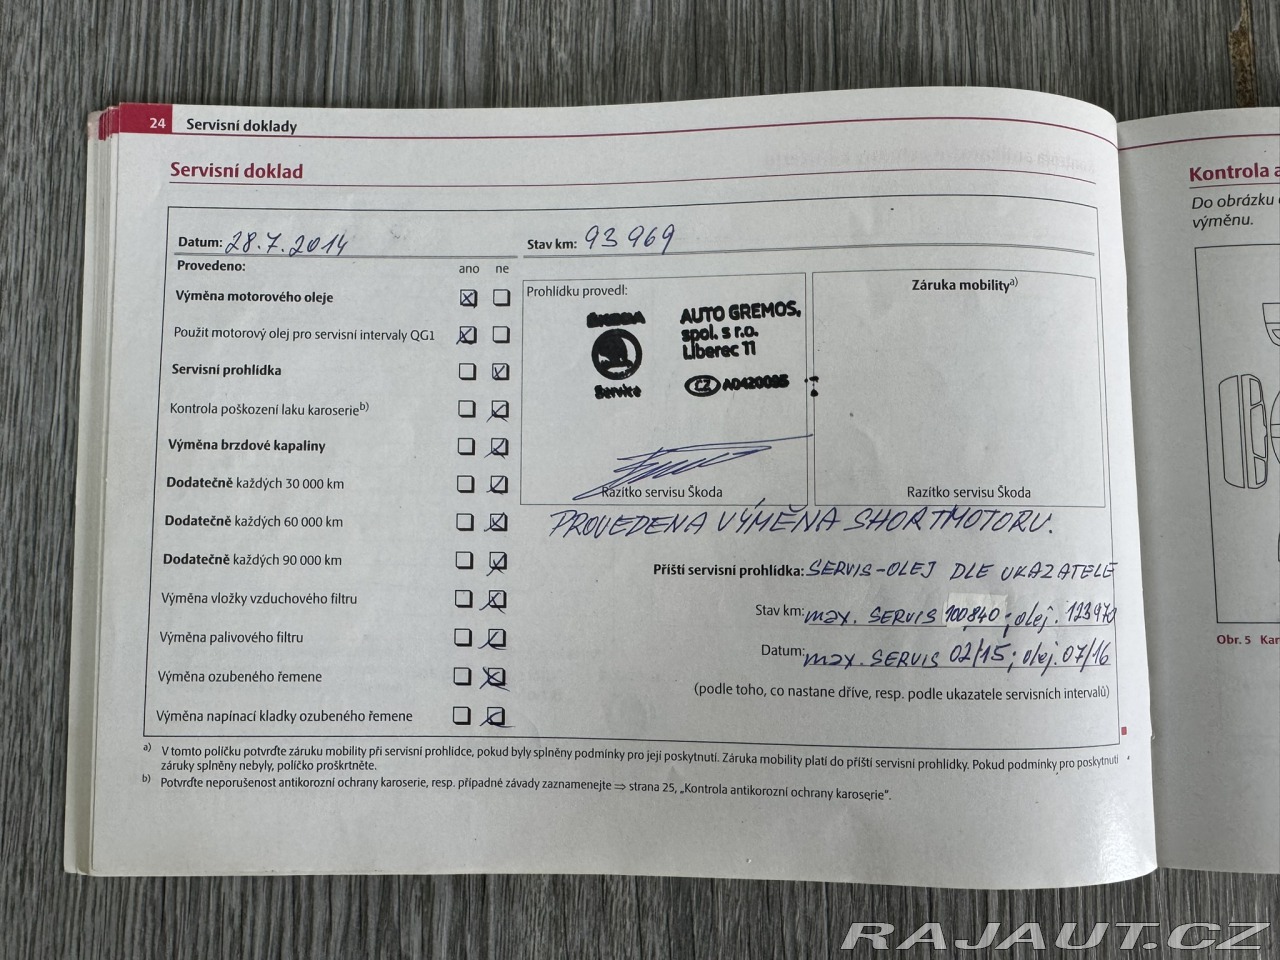 24 Servisní doklady
Servisní doklad
Datum: 28.7.2014
Stav km: 93 969
Provedeno:
ano ne
Výměna motorového oleje
Použit motorový olej pro servisní intervaly QG1
Servisní prohlídka
Kontrola poškození laku karoserie b)
Výměna brzdové kapaliny
Dodatečně každých 30 000 km
Dodatečně každých 60 000 km
Dodatečně každých 90 000 km
Výměna vložky vzduchového filtru
Výměna palivového filtru
Výměna ozubeného řemene
Výměna napínací kladky ozubeného řemene
Prohlídku provedl:
ŠKODA
Service
AUTO GREMOS,
spol. s r.o.
Liberec 11
CZ A0420085
Razítko servisu Škoda
Záruka mobility a)
Razítko servisu Škoda
PROVEDENA VÝMĚNA SHORTMOTORU.
Příští servisní prohlídka: SERVIS-OLEJ DLE UKAZATELE
Stav km: max. SERVIS 100840; olej. 123970
Datum: max. SERVIS 02/15; olej. 07/16
(podle toho, co nastane dříve, resp. podle ukazatele servisních intervalů)
a) V tomto políčku potvrďte záruku mobility při servisní prohlídce, pokud byly splněny podmínky pro její poskytnutí. Záruka mobility platí do příští servisní prohlídky. Pokud podmínky pro poskytnutí
záruky splněny nebyly, políčko proškrtněte.
b) Potvrďte neporušenost antikorozní ochrany karoserie, resp. případné závady zaznamenejte ⇒ strana 25, „Kontrola antikorozní ochrany karoserie".
Kontrola a
Do obrázku
výměnu.
Obr. 5 Kar
RAJAUT.CZ